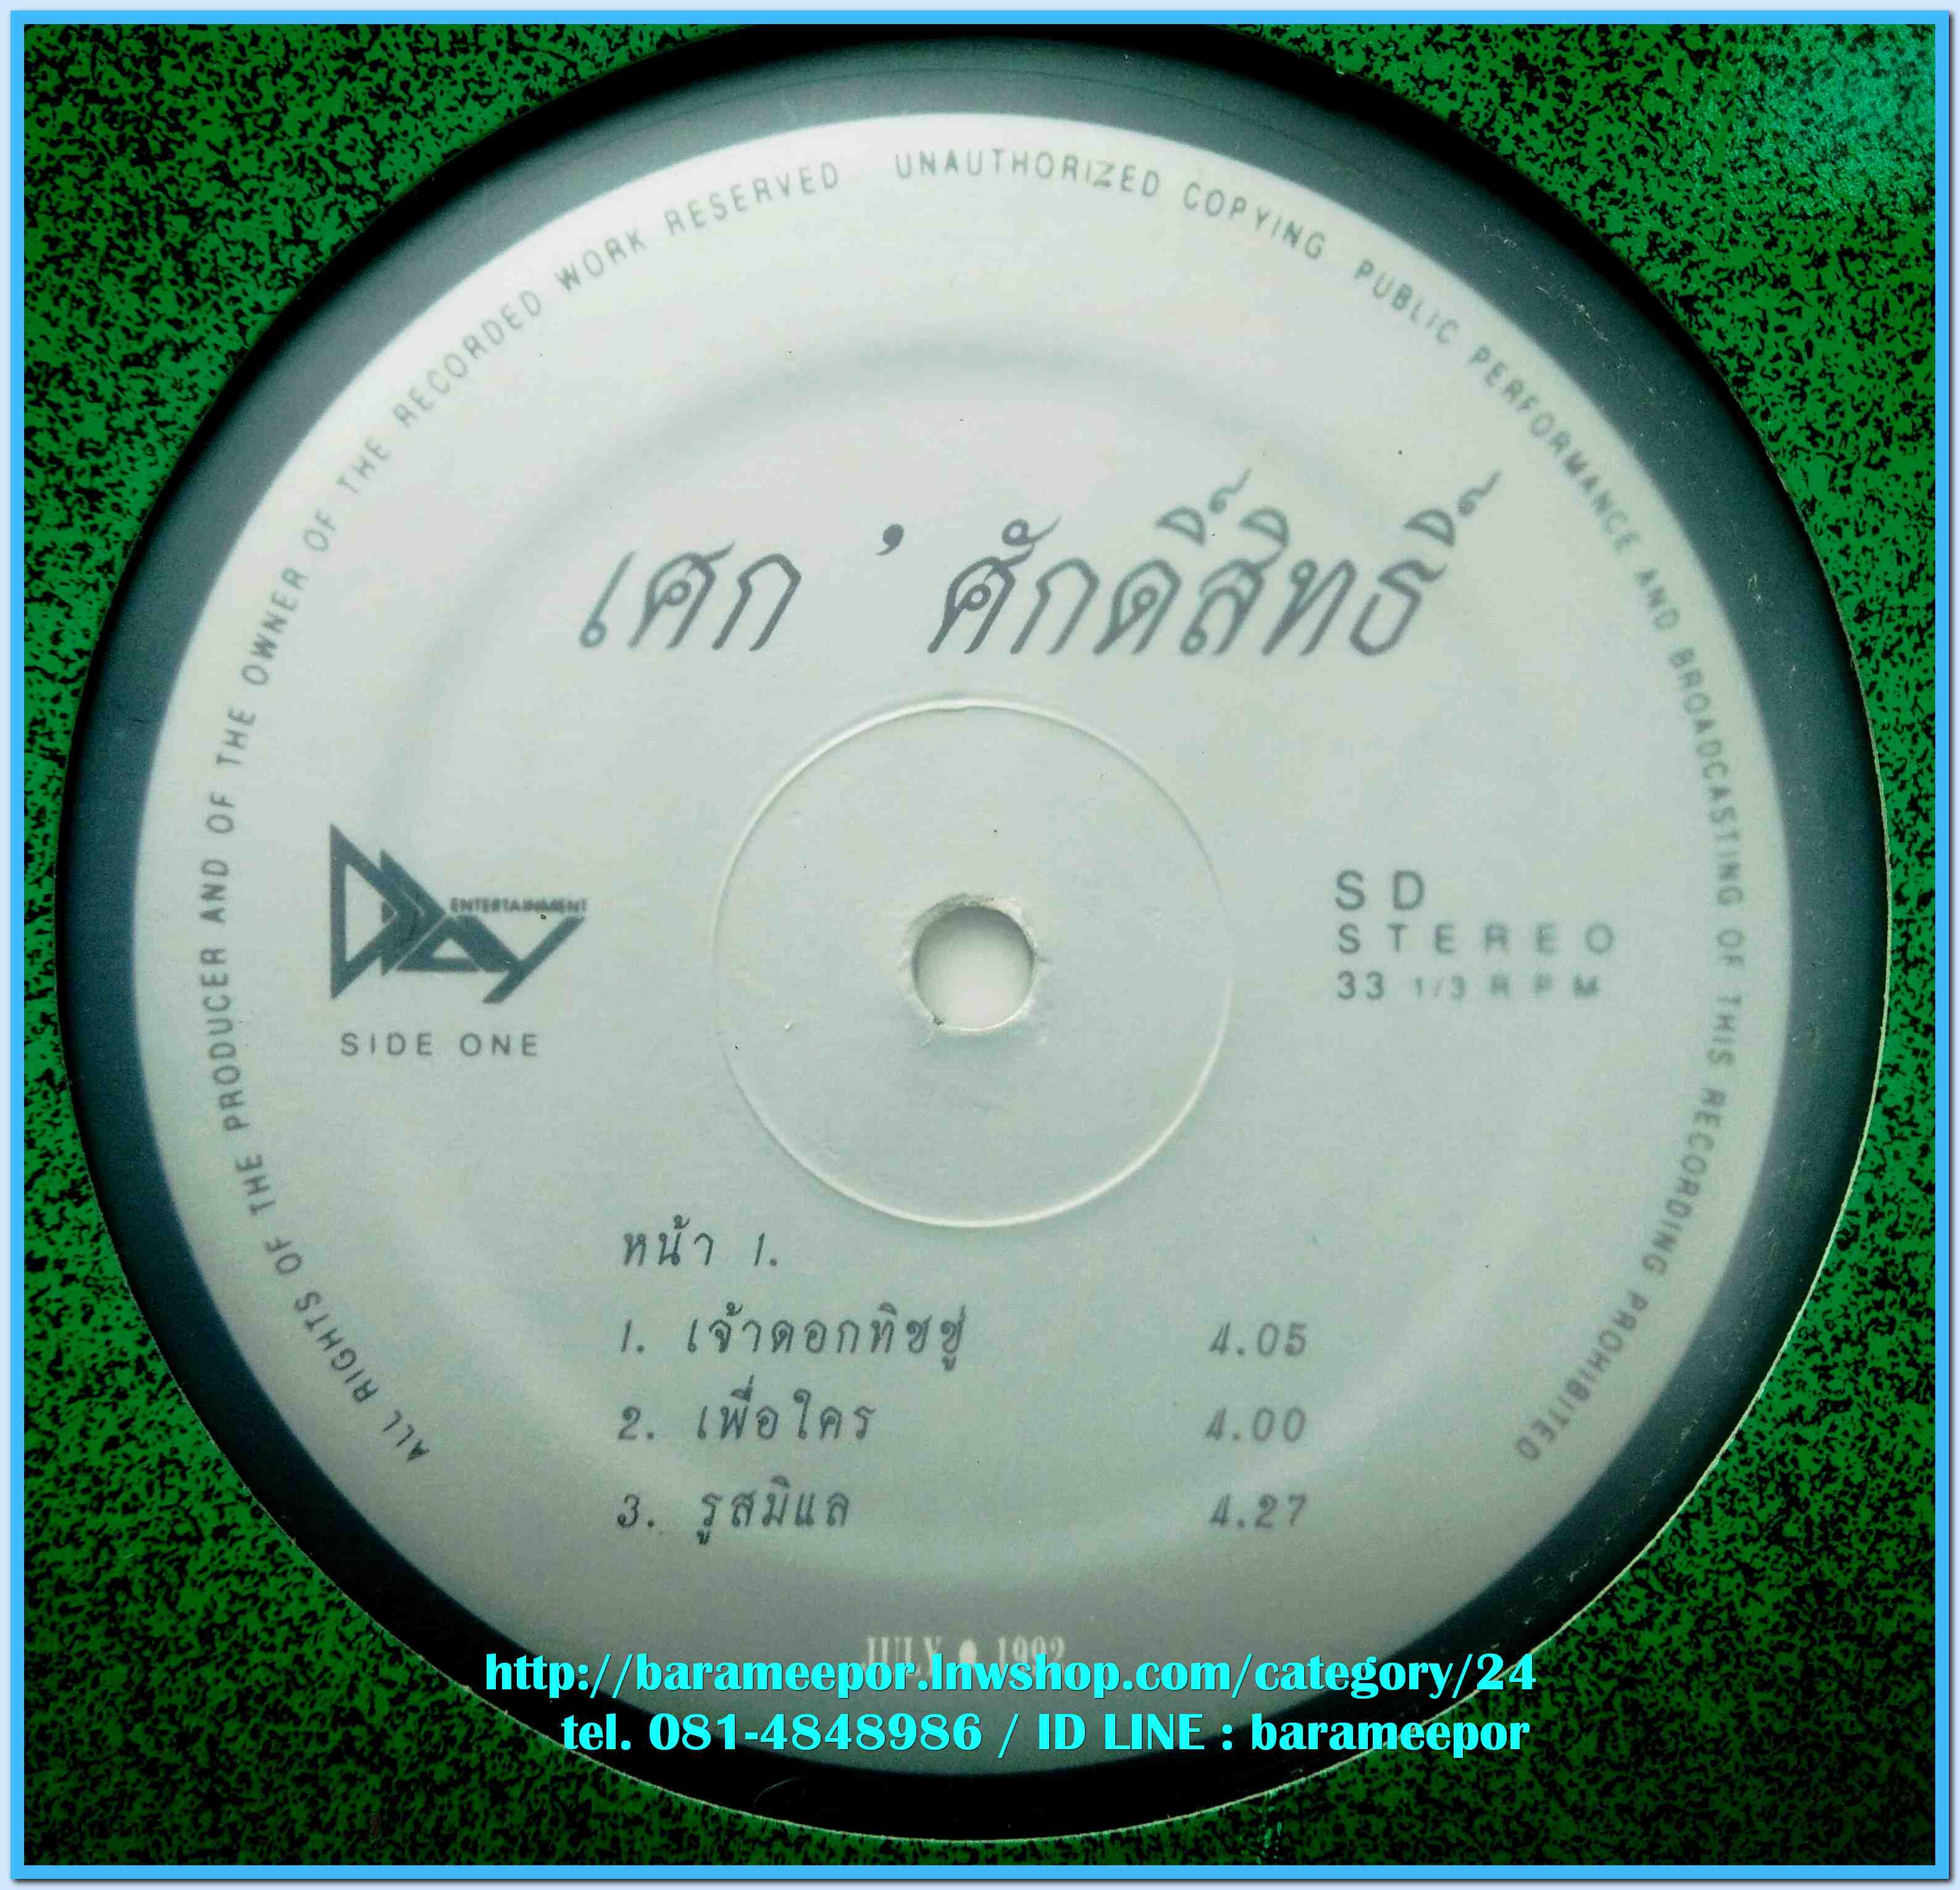 ALL RIGHTS OF THE PRODUCER AND OF THE OWNER OF THE RECORDED WORK RESERVED UNAUTHORIZED COPYING PUBLIC PERFORMANCE AND BROADCASTING OF THIS RECORDING PROHIBITED
เศก ’ ศักดิ์สิทธิ์
Day
ENTERTAINMENT
SIDE ONE
SD
STEREO
33 1/3 RPM
หน้า 1.
1. เจ้าดอกทิชชู่ 4.05
2. เพื่อใคร 4.00
3. รูสมิแล 4.27
JULY ● 1992
http://barameepor.lnwshop.com/category/24
tel. 081-4848986 / ID LINE : barameepor